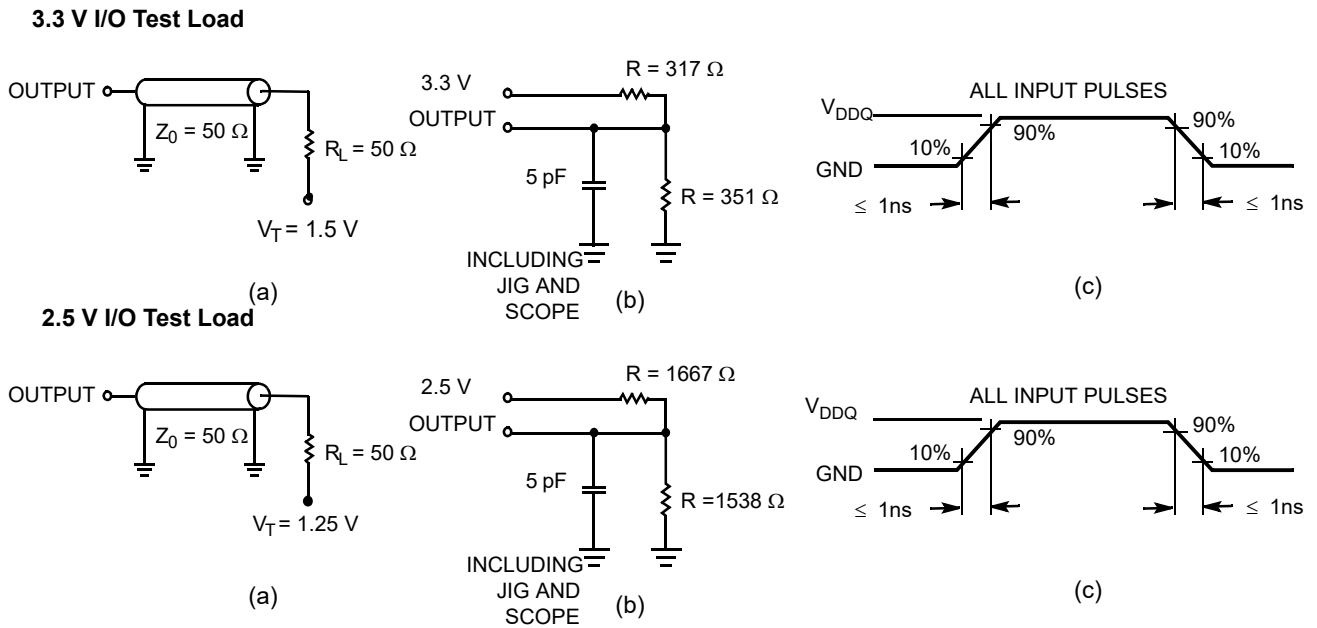 3.3 V I/O Test Load
OUTPUT
Z0 = 50 Ω
RL = 50 Ω
VT = 1.5 V
(a)
3.3 V
OUTPUT
R = 317 Ω
5 pF
R = 351 Ω
INCLUDING
JIG AND
SCOPE
(b)
ALL INPUT PULSES
VDDQ
GND
10%
90%
90%
10%
≤ 1ns
≤ 1ns
(c)
2.5 V I/O Test Load
OUTPUT
Z0 = 50 Ω
RL = 50 Ω
VT = 1.25 V
(a)
2.5 V
OUTPUT
R = 1667 Ω
5 pF
R =1538 Ω
INCLUDING
JIG AND
SCOPE
(b)
ALL INPUT PULSES
VDDQ
GND
10%
90%
90%
10%
≤ 1ns
≤ 1ns
(c)